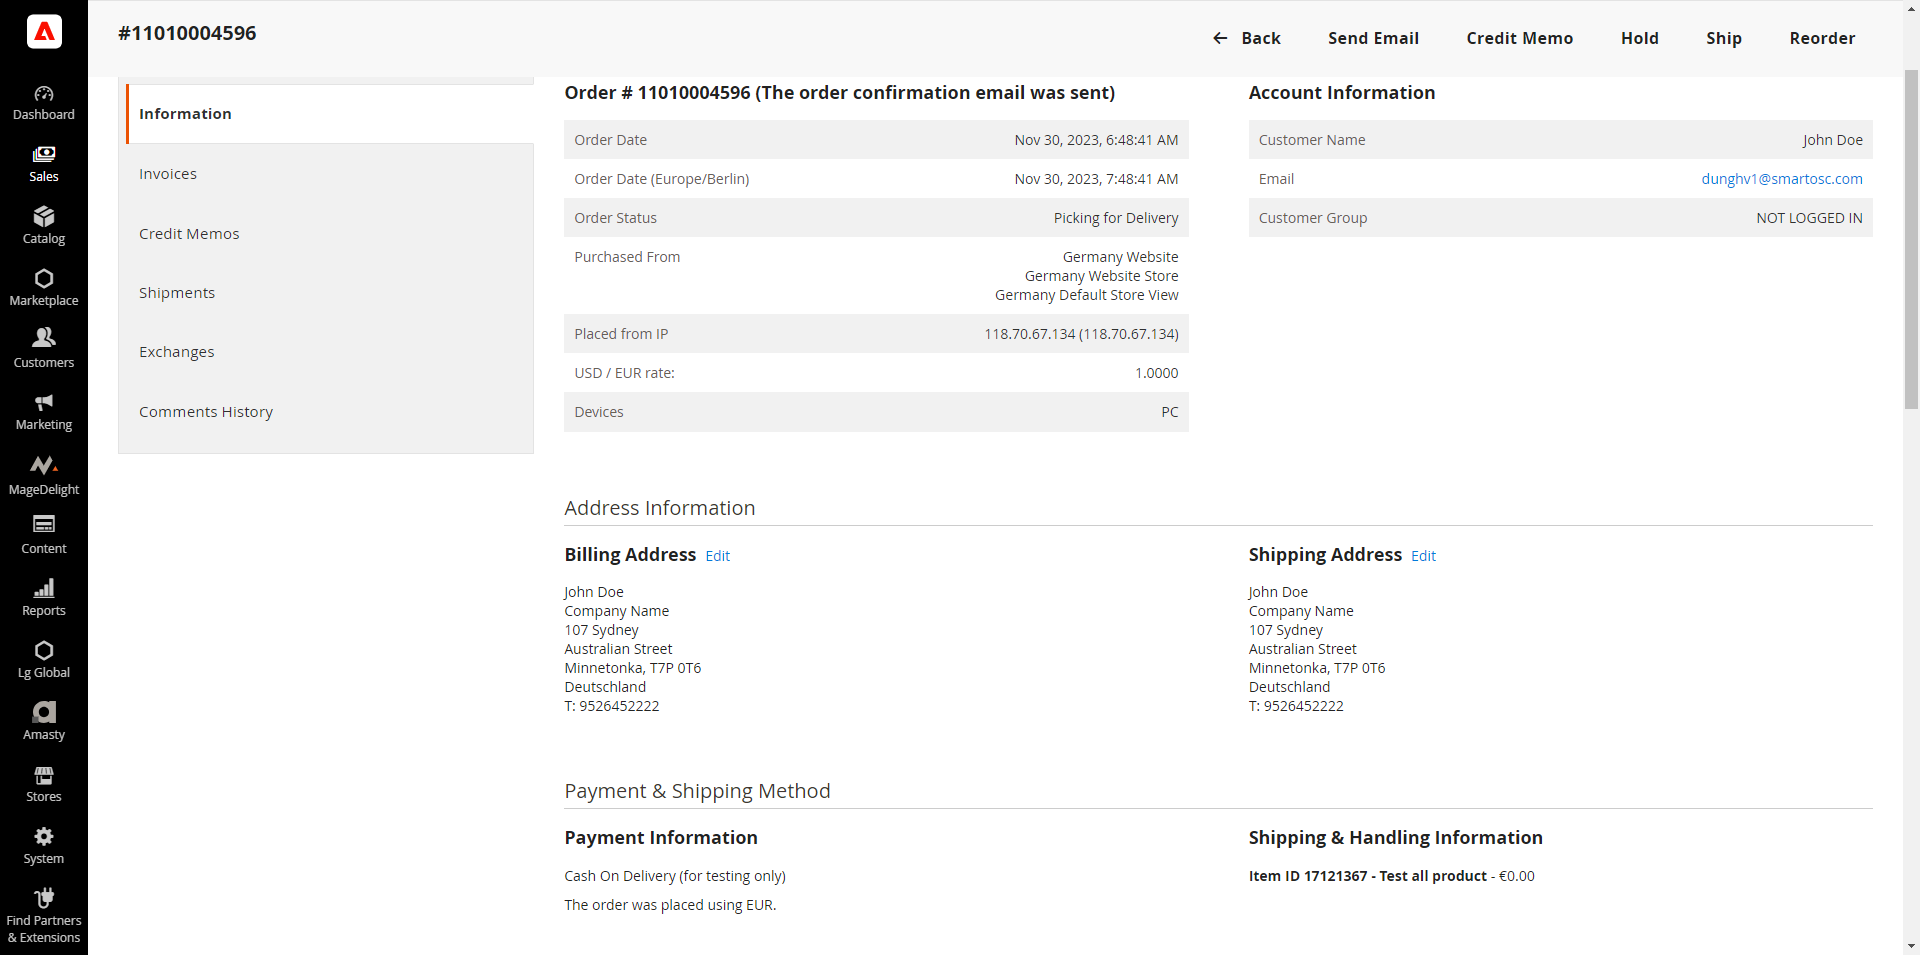 #11010004596
Back
Send Email
Credit Memo
Hold
Ship
Reorder
Dashboard
Sales
Catalog
Marketplace
Customers
Marketing
MageDelight
Content
Reports
Lg Global
Amasty
Stores
System
Find Partners
& Extensions
Information
Invoices
Credit Memos
Shipments
Exchanges
Comments History
Order # 11010004596 (The order confirmation email was sent)
Order Date Nov 30, 2023, 6:48:41 AM
Order Date (Europe/Berlin) Nov 30, 2023, 7:48:41 AM
Order Status Picking for Delivery
Purchased From Germany Website
Germany Website Store
Germany Default Store View
Placed from IP 118.70.67.134 (118.70.67.134)
USD / EUR rate: 1.0000
Devices PC
Account Information
Customer Name John Doe
Email dunghv1@smartosc.com
Customer Group NOT LOGGED IN
Address Information
Billing Address Edit
John Doe
Company Name
107 Sydney
Australian Street
Minnetonka, T7P 0T6
Deutschland
T: 9526452222
Shipping Address Edit
John Doe
Company Name
107 Sydney
Australian Street
Minnetonka, T7P 0T6
Deutschland
T: 9526452222
Payment & Shipping Method
Payment Information
Cash On Delivery (for testing only)
The order was placed using EUR.
Shipping & Handling Information
Item ID 17121367 - Test all product - €0.00